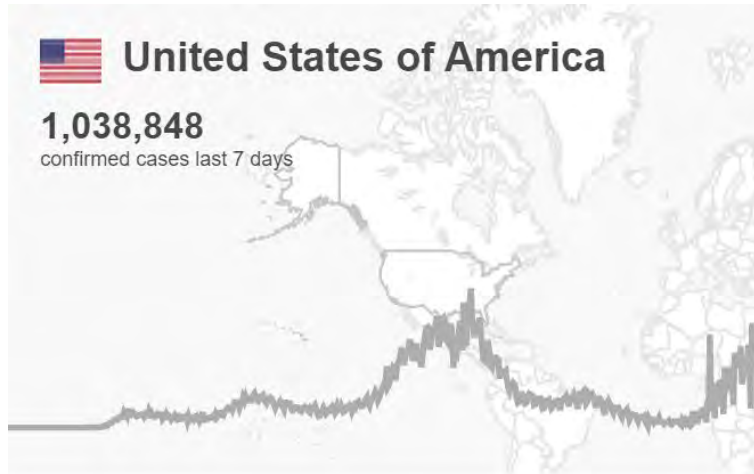 United States of America
1,038,848
confirmed cases last 7 days